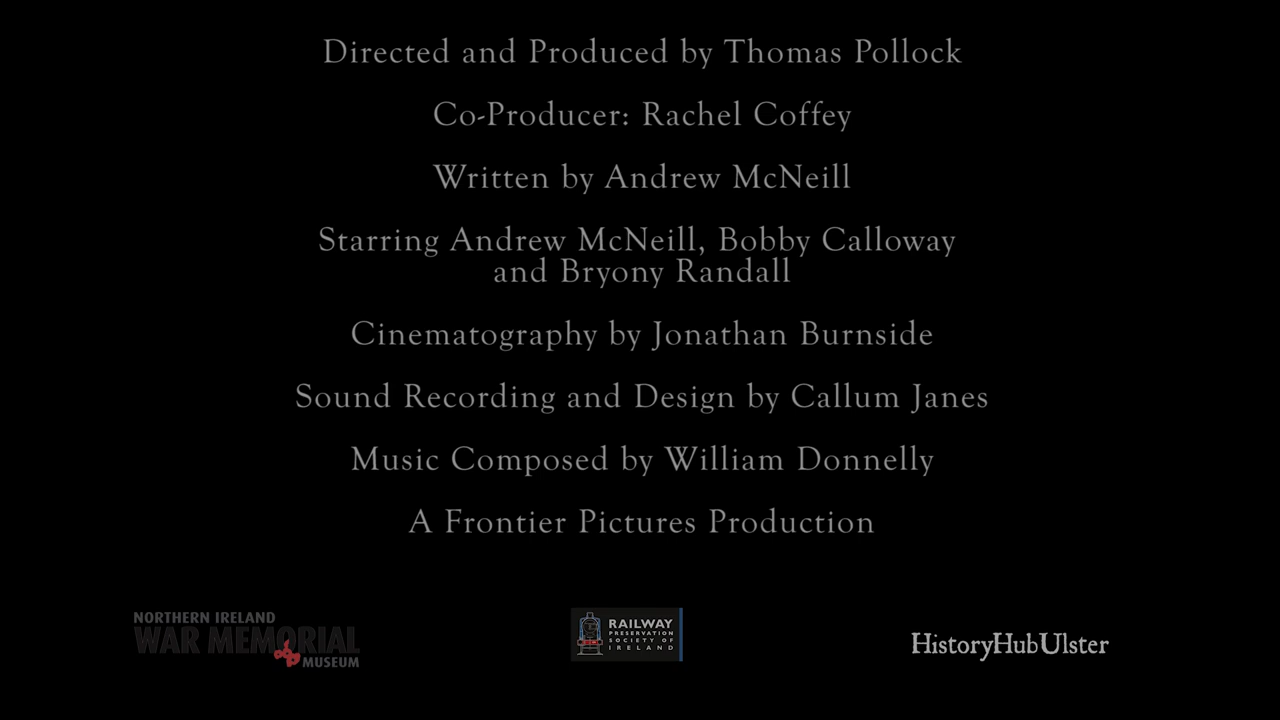 Directed and Produced by Thomas Pollock
Co-Producer: Rachel Coffey
Written by Andrew McNeill
Starring Andrew McNeill, Bobby Calloway
and Bryony Randall
Cinematography by Jonathan Burnside
Sound Recording and Design by Callum Janes
Music Composed by William Donnelly
A Frontier Pictures Production
NORTHERN IRELAND
WAR MEMORIAL
MUSEUM
RAILWAY
PRESERVATION
SOCIETY OF
IRELAND
HistoryHubUlster